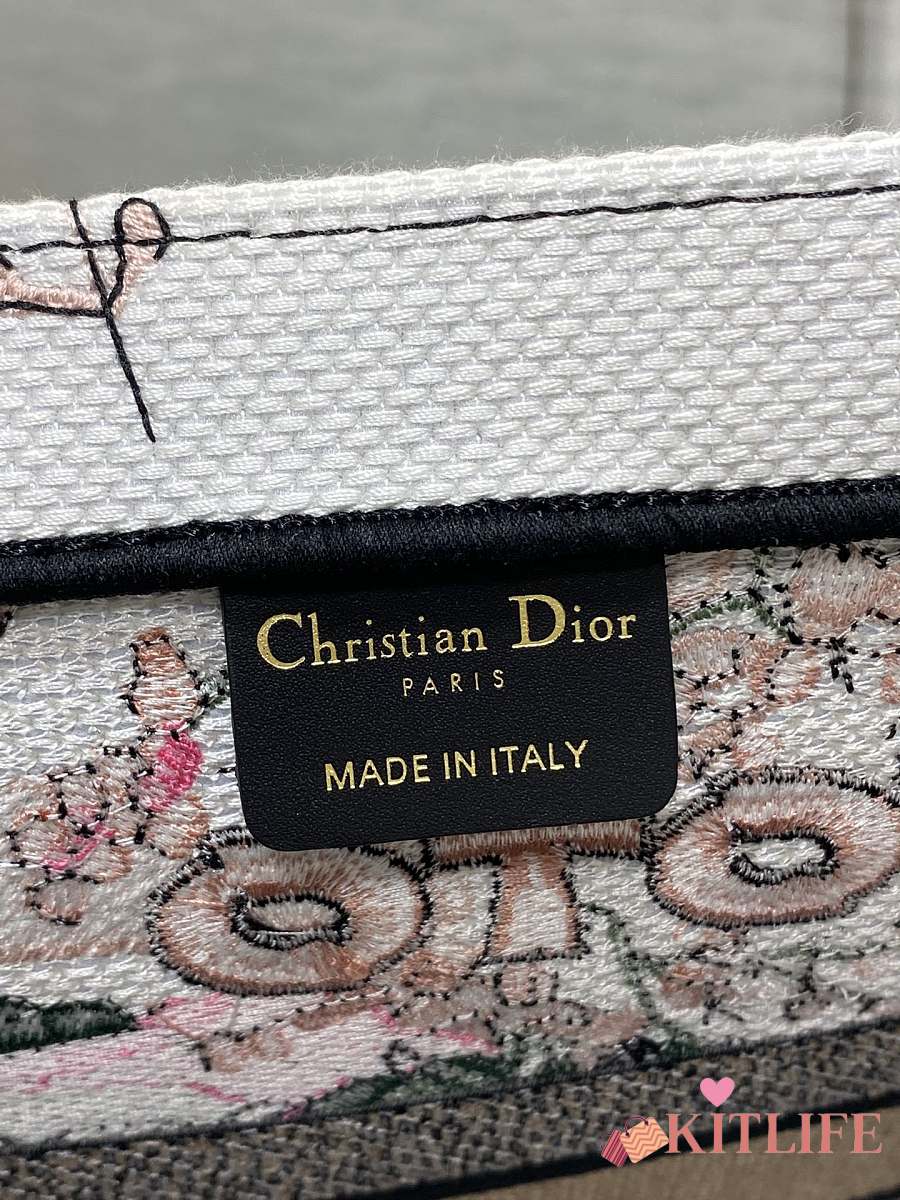 Christian Dior
PARIS
MADE IN ITALY
KITLIFE